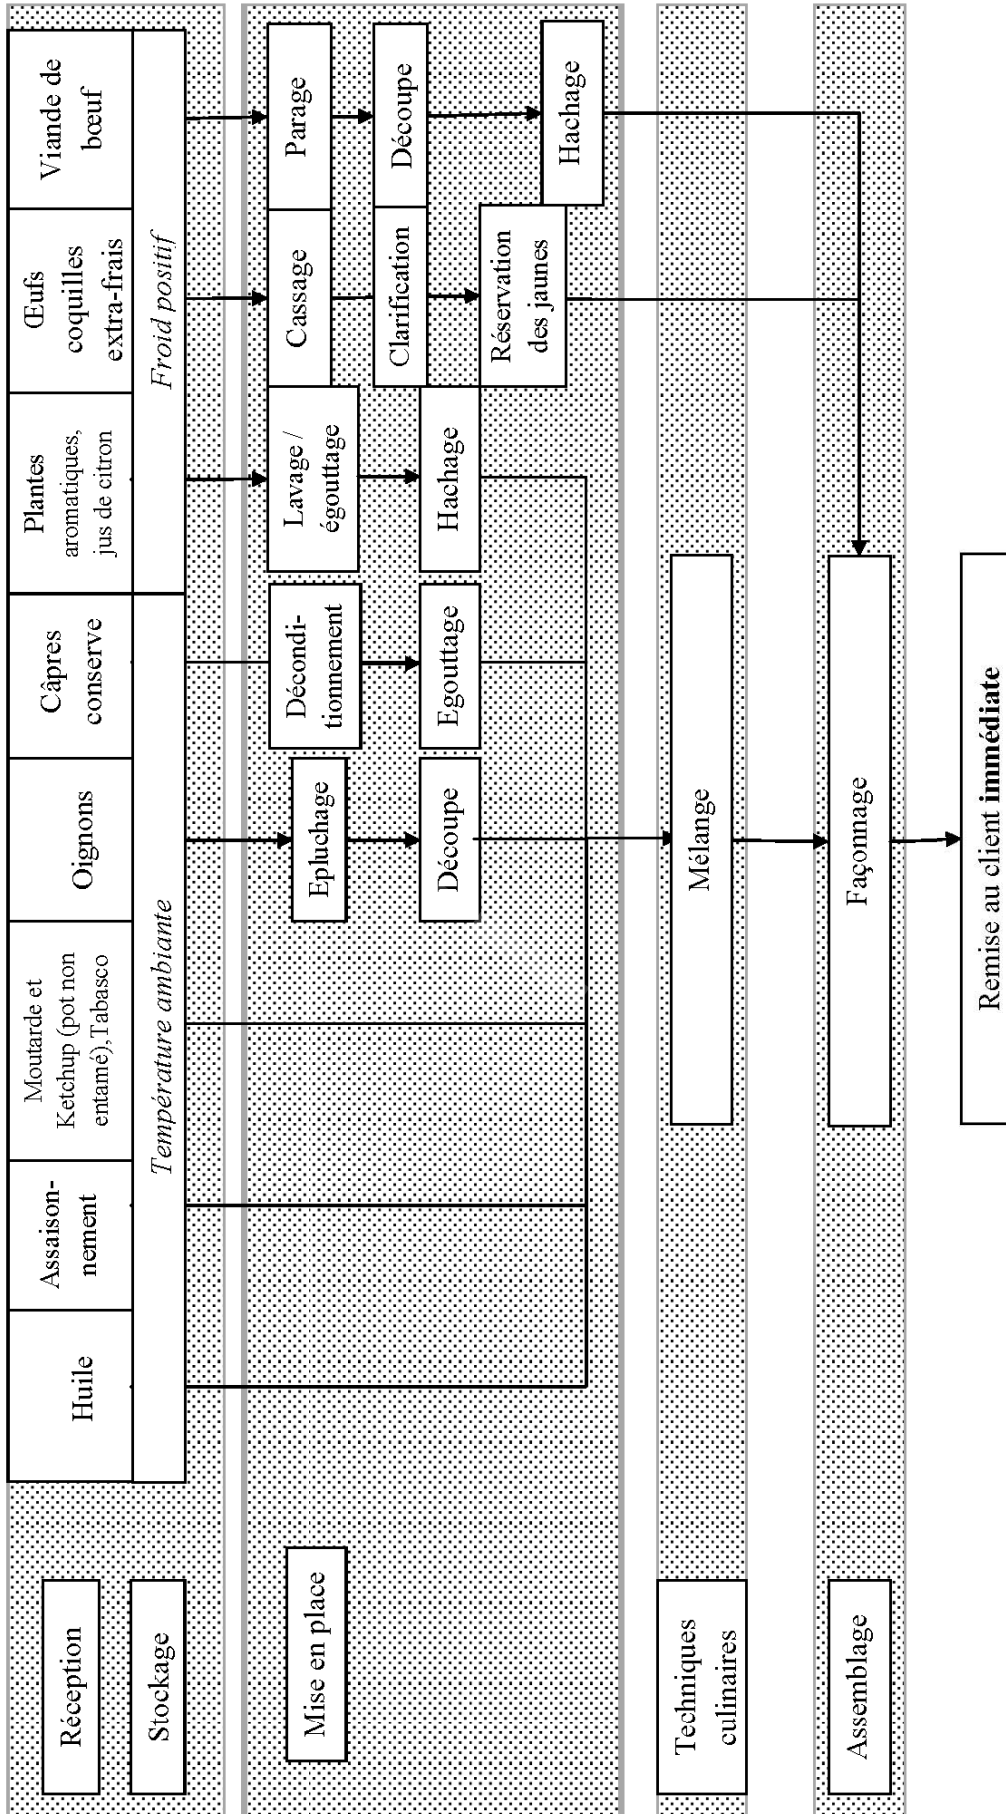 Réception
Huile
Assaison-
nement
Moutarde et
Ketchup (pot non
entamé),Tabasco
Oignons
Câpres
conserve
Plantes
aromatiques,
jus de citron
Œufs
coquilles
extra-frais
Viande de
bœuf
Stockage
Température ambiante
Froid positif
Mise en place
Epluchage
Découpe
Décondi-
tionnement
Egouttage
Lavage /
égouttage
Hachage
Cassage
Clarification
Réservation
des jaunes
Parage
Découpe
Hachage
Techniques
culinaires
Mélange
Assemblage
Façonnage
Remise au client immédiate